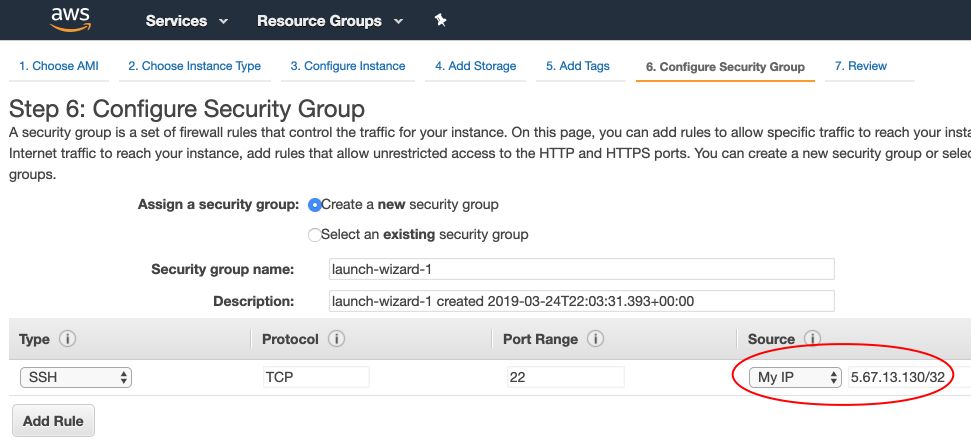 aws Services Resource Groups
1. Choose AMI 2. Choose Instance Type 3. Configure Instance 4. Add Storage 5. Add Tags 6. Configure Security Group 7. Review
Step 6: Configure Security Group
A security group is a set of firewall rules that control the traffic for your instance. On this page, you can add rules to allow specific traffic to reach your insta
Internet traffic to reach your instance, add rules that allow unrestricted access to the HTTP and HTTPS ports. You can create a new security group or selec
groups.
Assign a security group: Create a new security group
Select an existing security group
Security group name: launch-wizard-1
Description: launch-wizard-1 created 2019-03-24T22:03:31.393+00:00
Type i Protocol i Port Range i Source i
SSH TCP 22 My IP 5.67.13.130/32
Add Rule